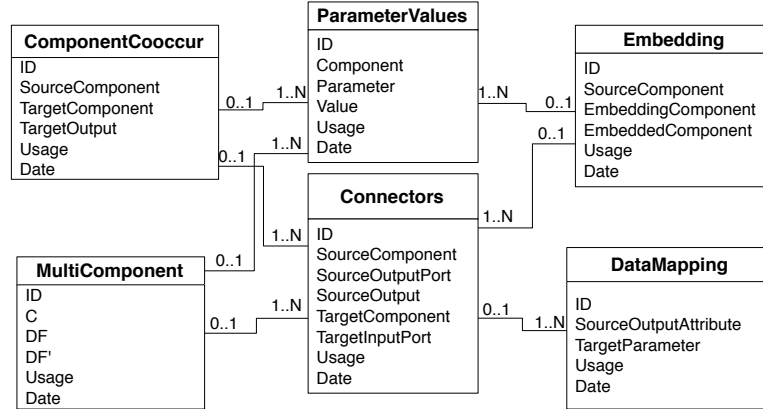 ComponentCooccur
ID
SourceComponent
TargetComponent
TargetOutput
Usage
Date
0..1
0..1
ParameterValues
ID
Component
Parameter
Value
Usage
Date
1..N
1..N
1..N
Embedding
ID
SourceComponent
EmbeddingComponent
EmbeddedComponent
Usage
Date
0..1
0..1
MultiComponent
ID
C
DF
DF'
Usage
Date
0..1
0..1
Connectors
ID
SourceComponent
SourceOutputPort
SourceOutput
TargetComponent
TargetInputPort
Usage
Date
1..N
1..N
1..N
0..1
DataMapping
ID
SourceOutputAttribute
TargetParameter
Usage
Date
1..N